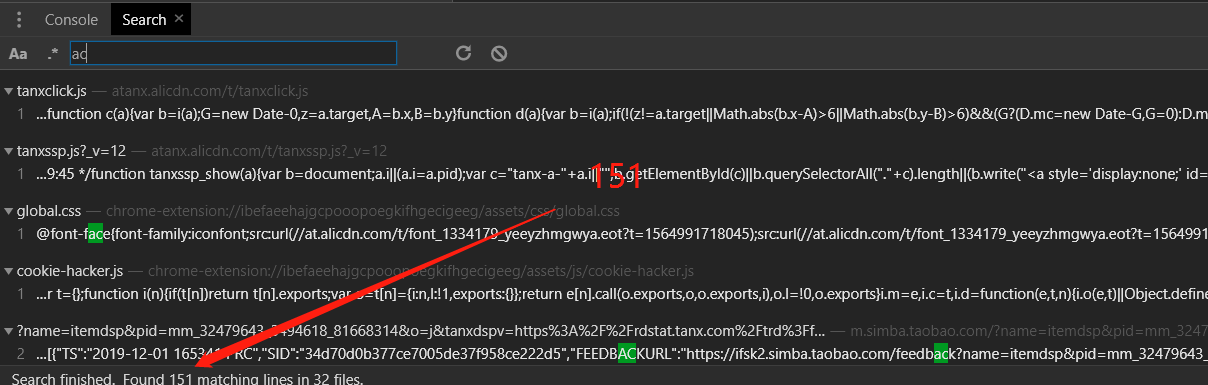 Console Search ×
Aa .* ac
tanxclick.js — atanx.alicdn.com/t/tanxclick.js
1 ...function c(a){var b=i(a);G=new Date-0,z=a.target,A=b.x,B=b.y}function d(a){var b=i(a);if(!(z!=a.target||Math.abs(b.x-A)>6||Math.abs(b.y-B)>6)&&(G?(D.mc=new Date-G,G=0):D.m
tanxssp.js?_v=12 — atanx.alicdn.com/t/tanxssp.js?_v=12
1 ...9:45 */function tanxssp_show(a){var b=document;a.i||(a.i=a.pid);var c="tanx-a-"+a.i||"",b.getElementById(c)||b.querySelectorAll("."+c).length||(b.write("<a style='display:none;' id=
151
global.css — chrome-extension://ibefaeehajgcpooopoegkifhgecigeeg/assets/css/global.css
1 @font-face{font-family:iconfont;src:url(//at.alicdn.com/t/font_1334179_yeeyzhmgwya.eot?t=1564991718045);src:url(//at.alicdn.com/t/font_1334179_yeeyzhmgwya.eot?t=1564991
cookie-hacker.js — chrome-extension://ibefaeehajgcpooopoegkifhgecigeeg/assets/js/cookie-hacker.js
1 ...r t={};function i(n){if(t[n])return t[n].exports;var o=t[n]={i:n,l:!1,exports:{}};return e[n].call(o.exports,o,o.exports,i),o.l=!0,o.exports}i.m=e,i.c=t,i.d=function(e,t,n){i.o(e,t)||Object.define
?name=itemdsp&pid=mm_32479643_3494618_81668314&o=j&tanxdspv=https%3A%2F%2Frdstat.tanx.com%2Ftrd%3Ff... — m.simba.taobao.com/?name=itemdsp&pid=mm_32479
2 ...[{"TS":"2019-12-01 165341 PRC","SID":"34d70d0b377ce7005de37f958ce222d5","FEEDBACKURL":"https://ifsk2.simba.taobao.com/feedback?name=itemdsp&pid=mm_32479643_
Search finished. Found 151 matching lines in 32 files.